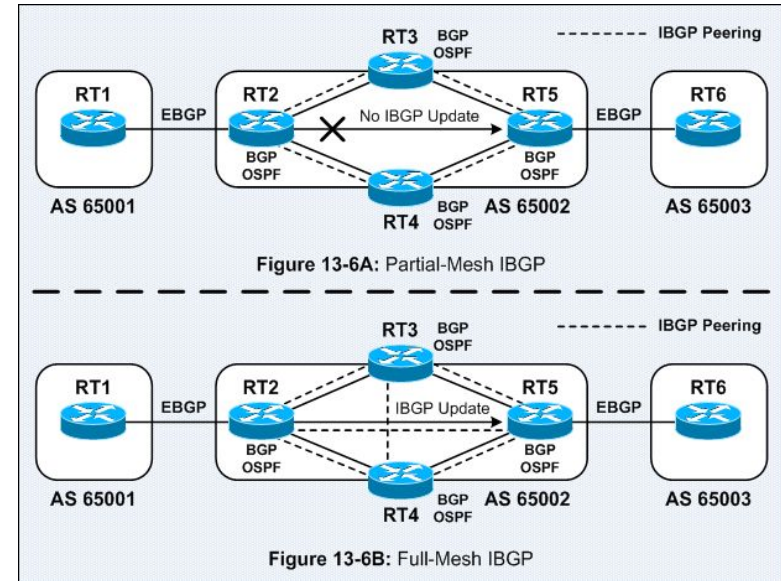 RT3 BGP OSPF
IBGP Peering
RT1
RT2
RT5
RT6
EBGP
No IBGP Update
EBGP
BGP OSPF
BGP OSPF
AS 65001
RT4 BGP OSPF
AS 65002
AS 65003
Figure 13-6A: Partial-Mesh IBGP
IBGP Peering
RT3 BGP OSPF
RT1
RT2
RT5
RT6
EBGP
IBGP Update
EBGP
BGP OSPF
BGP OSPF
AS 65001
RT4 BGP OSPF
AS 65002
AS 65003
Figure 13-6B: Full-Mesh IBGP